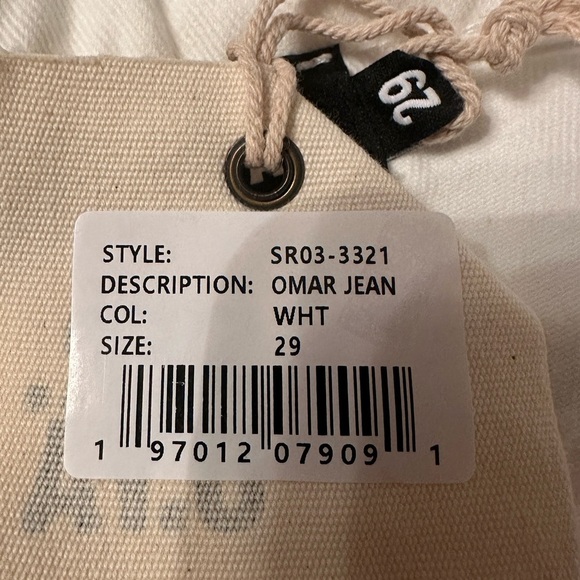 29
STYLE: SR03-3321
DESCRIPTION: OMAR JEAN
COL: WHT
SIZE: 29
1 97012 07909 1